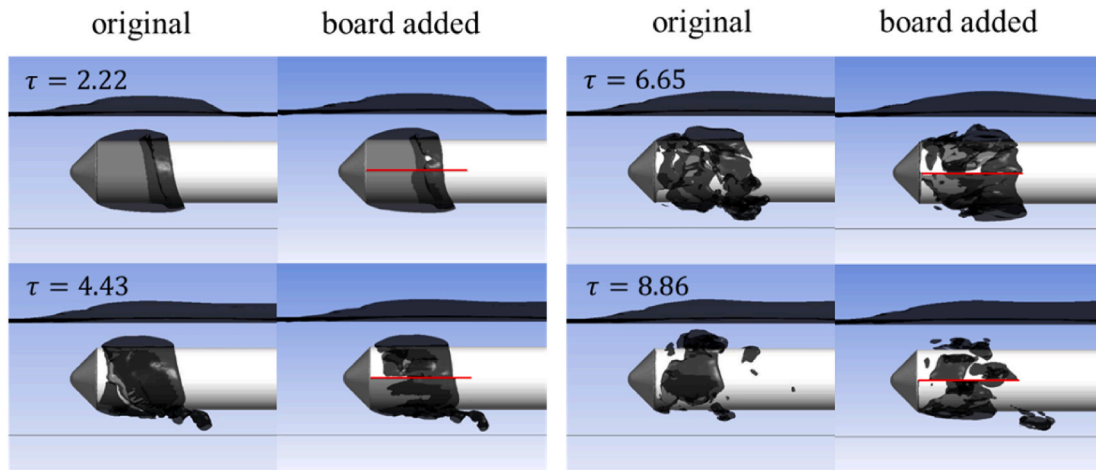 original board added original board added
τ = 2.22
τ = 6.65
τ = 4.43
τ = 8.86